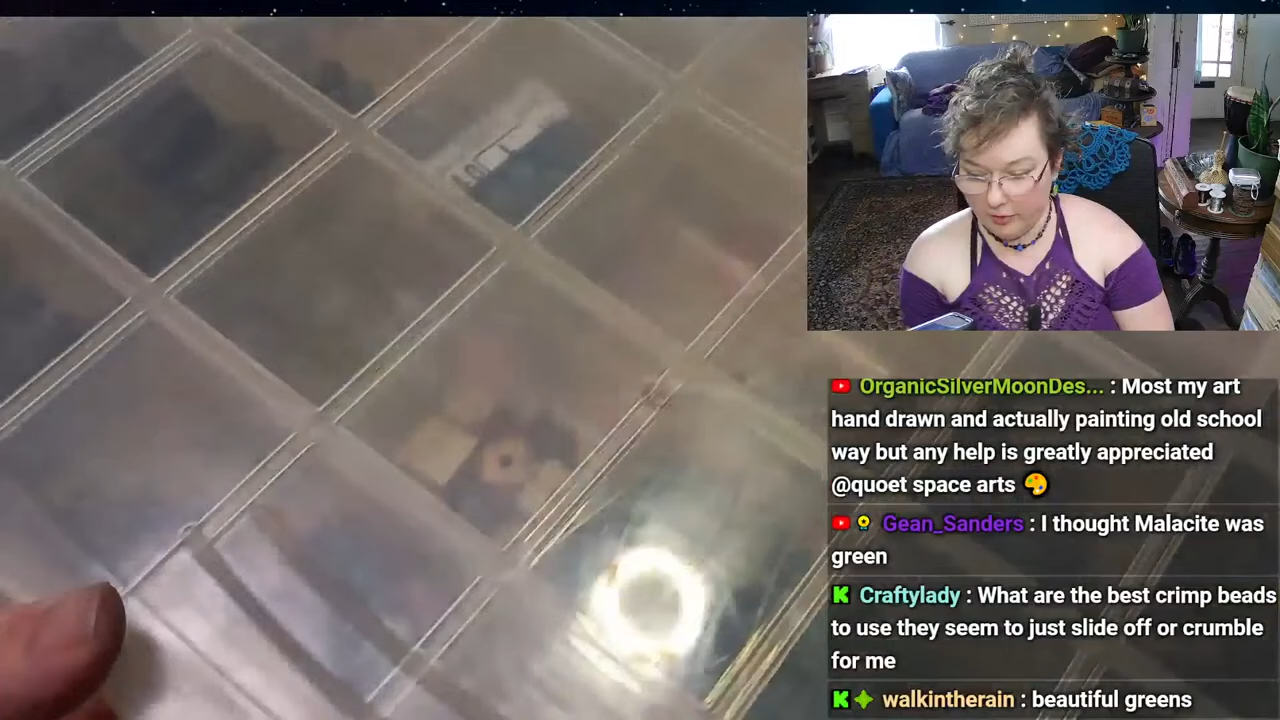 OrganicSilverMoonDes... : Most my art
hand drawn and actually painting old school
way but any help is greatly appreciated
@quoet space arts 🎨
Gean_Sanders : I thought Malacite was
green
Craftylady : What are the best crimp beads
to use they seem to just slide off or crumble
for me
walkintherain : beautiful greens